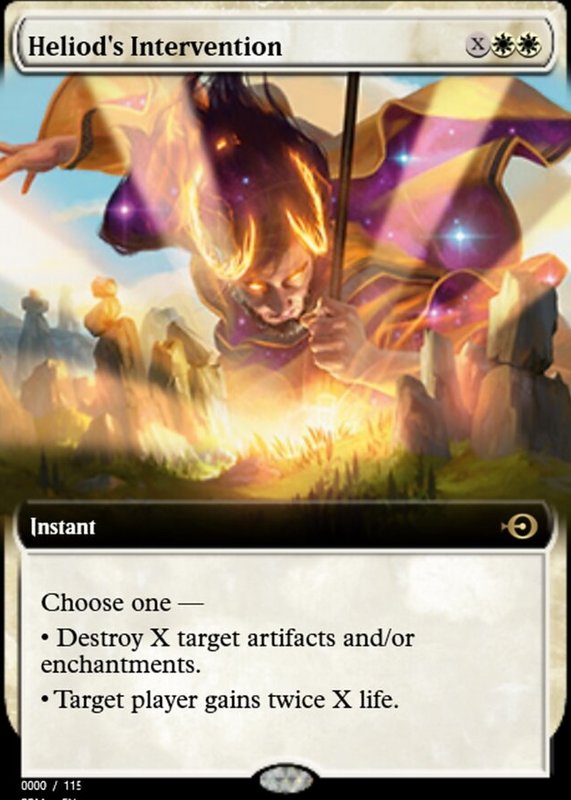 Heliod's Intervention X
Instant
Choose one —
• Destroy X target artifacts and/or
enchantments.
• Target player gains twice X life.
0000 / 115